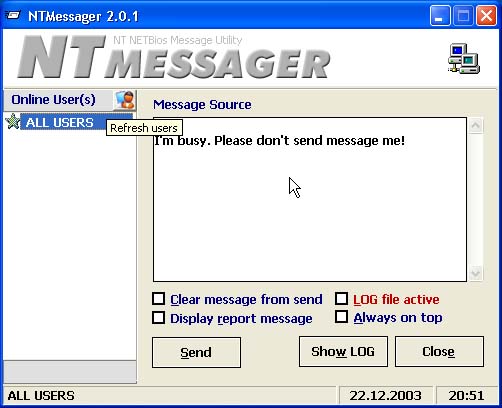 NTMessager 2.0.1
NT NETBios Message Utility
NTMESSAGER
Online User(s)
Message Source
ALL USERS
Refresh users
I'm busy. Please don't send message me!
Clear message from send
LOG file active
Display report message
Always on top
Send
Show LOG
Close
ALL USERS
22.12.2003
20:51